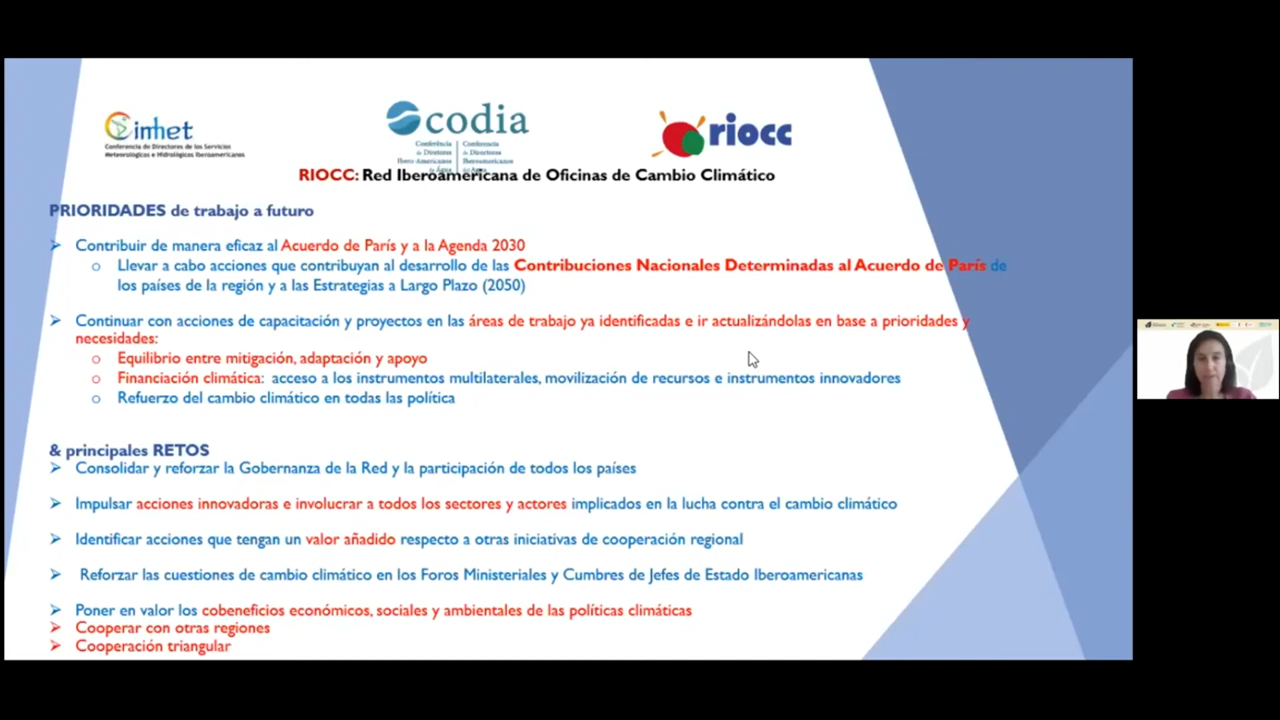 cimhet
Conferencia de Directores de los Servicios
Meteorológicos e Hidrológicos Iberoamericanos
codia
Conferência de Diretores Ibero-Americanos da Água
Conferencia de Directores Iberoamericanos del Agua
riocc
RIOCC: Red Iberoamericana de Oficinas de Cambio Climático
PRIORIDADES de trabajo a futuro
Contribuir de manera eficaz al Acuerdo de París y a la Agenda 2030
Llevar a cabo acciones que contribuyan al desarrollo de las Contribuciones Nacionales Determinadas al Acuerdo de París de
los países de la región y a las Estrategias a Largo Plazo (2050)
Continuar con acciones de capacitación y proyectos en las áreas de trabajo ya identificadas e ir actualizándolas en base a prioridades y
necesidades:
Equilibrio entre mitigación, adaptación y apoyo
Financiación climática: acceso a los instrumentos multilaterales, movilización de recursos e instrumentos innovadores
Refuerzo del cambio climático en todas las política
& principales RETOS
Consolidar y reforzar la Gobernanza de la Red y la participación de todos los países
Impulsar acciones innovadoras e involucrar a todos los sectores y actores implicados en la lucha contra el cambio climático
Identificar acciones que tengan un valor añadido respecto a otras iniciativas de cooperación regional
Reforzar las cuestiones de cambio climático en los Foros Ministeriales y Cumbres de Jefes de Estado Iberoamericanas
Poner en valor los cobeneficios económicos, sociales y ambientales de las políticas climáticas
Cooperar con otras regiones
Cooperación triangular